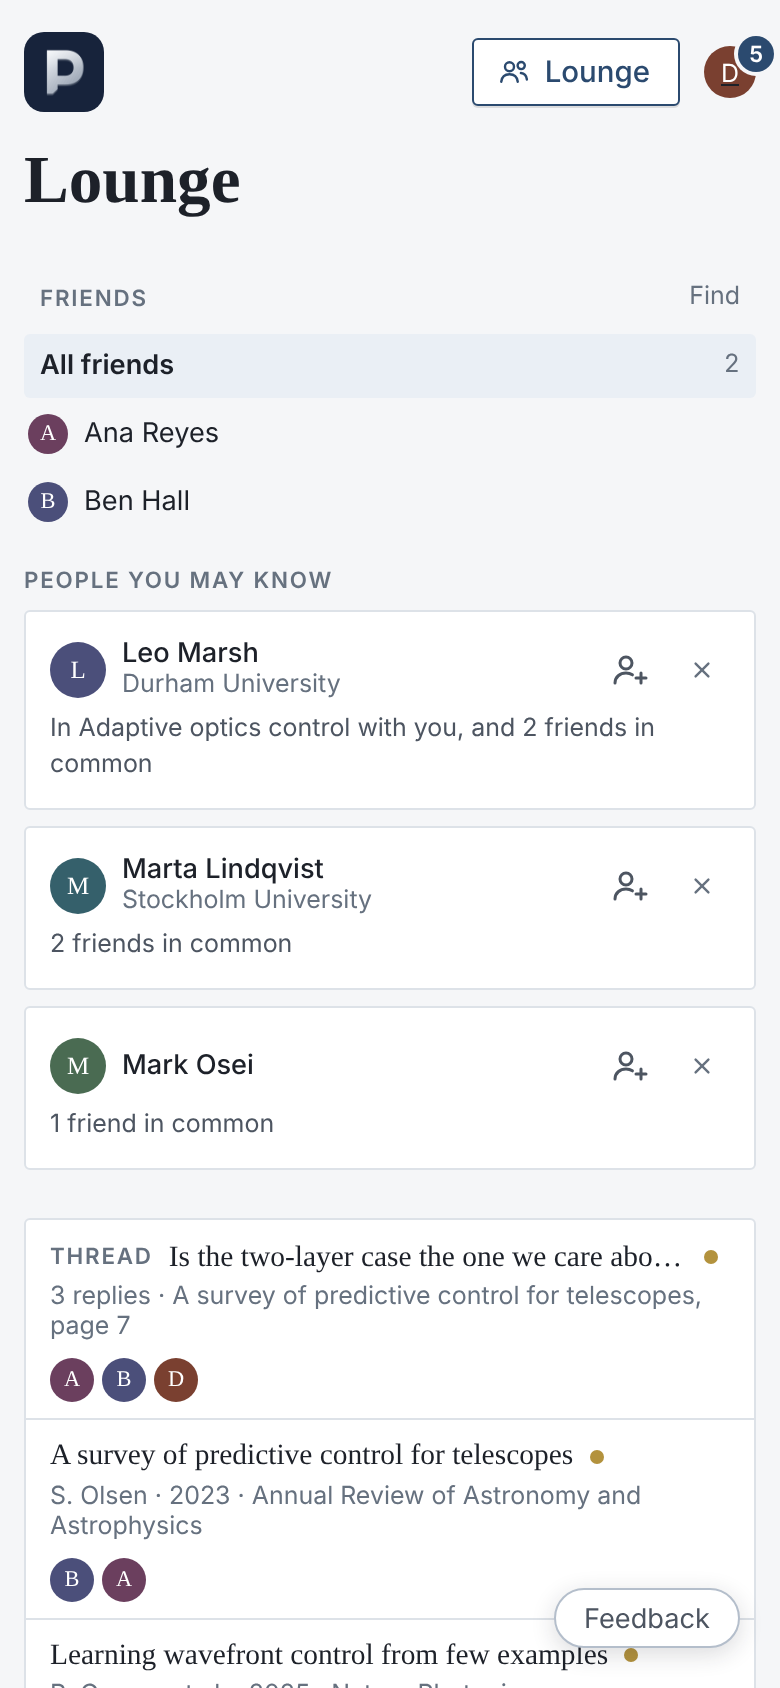 P
Lounge
D
5
Lounge
FRIENDS
Find
All friends
2
A
Ana Reyes
B
Ben Hall
PEOPLE YOU MAY KNOW
L
Leo Marsh
Durham University
In Adaptive optics control with you, and 2 friends in
common
M
Marta Lindqvist
Stockholm University
2 friends in common
M
Mark Osei
1 friend in common
THREAD Is the two-layer case the one we care abo…
3 replies · A survey of predictive control for telescopes,
page 7
A B D
A survey of predictive control for telescopes
S. Olsen · 2023 · Annual Review of Astronomy and
Astrophysics
B A
Feedback
Learning wavefront control from few examples